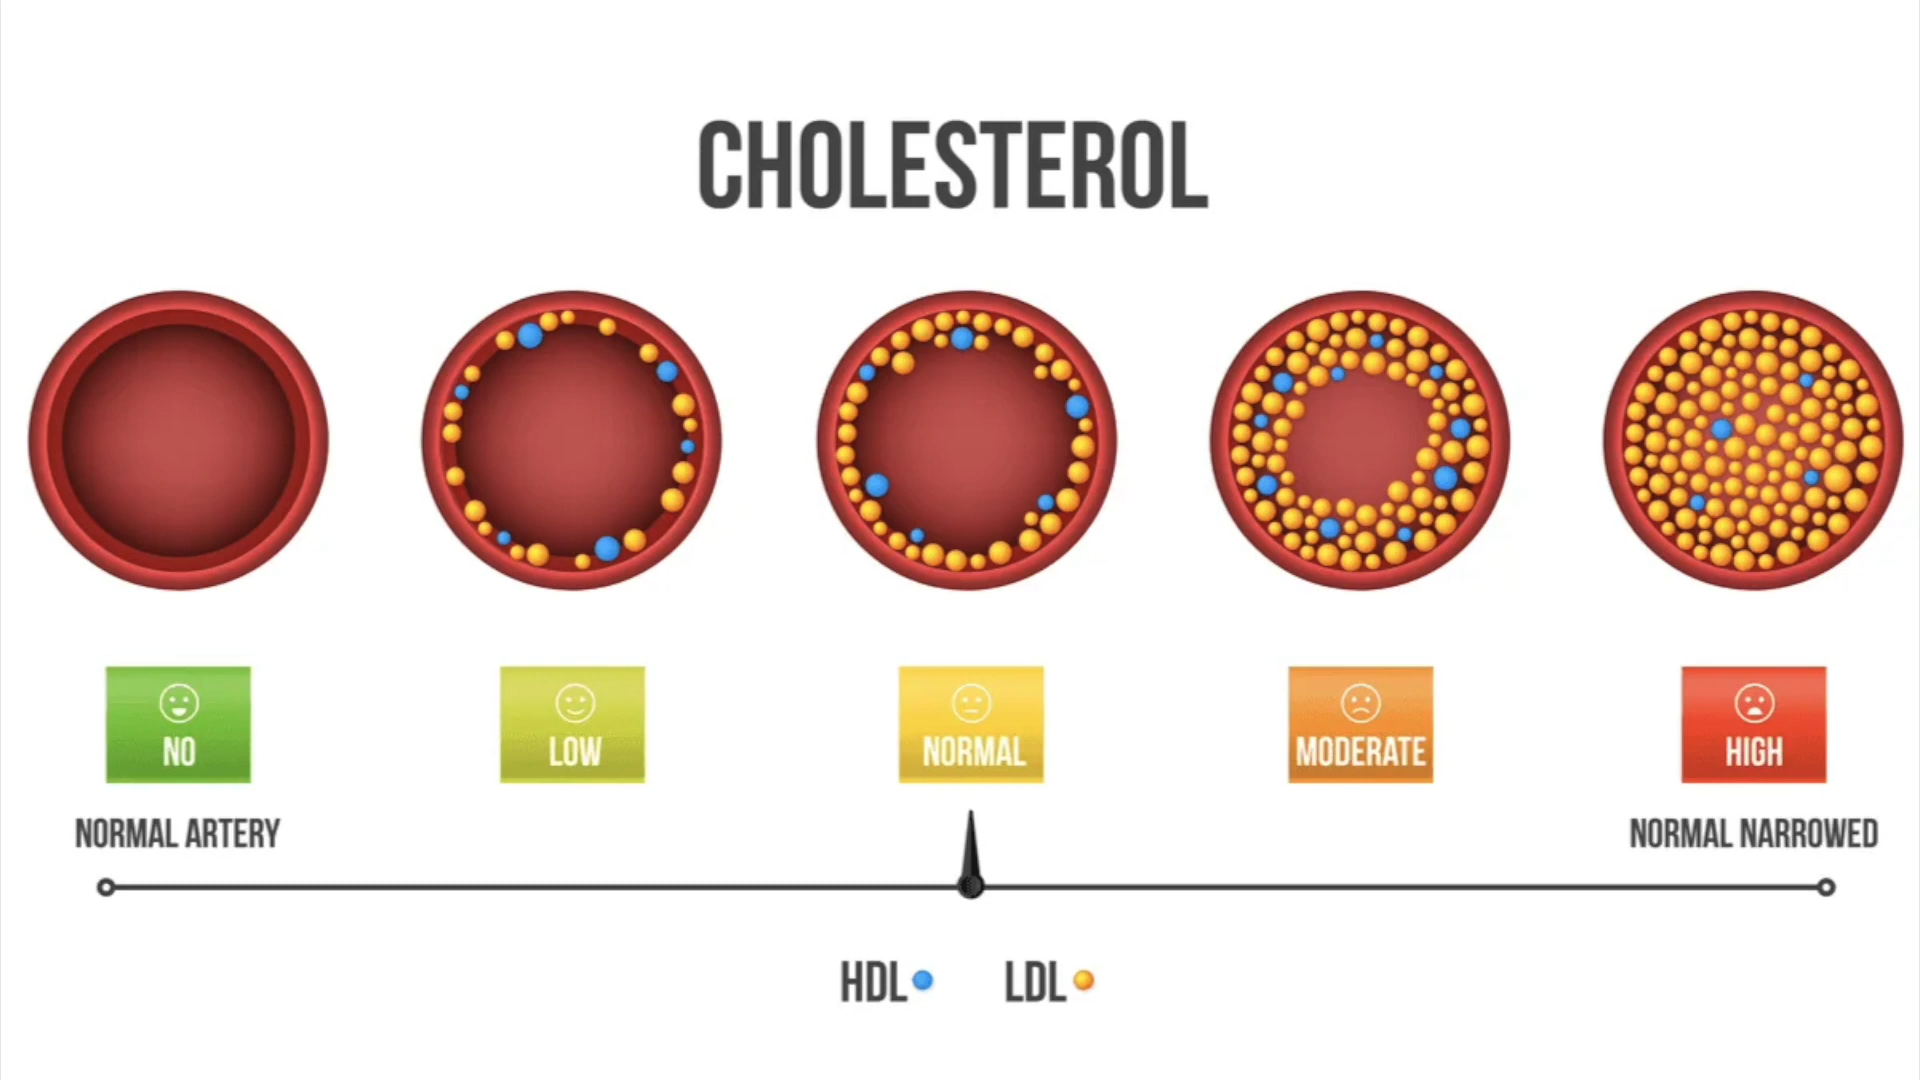 CHOLESTEROL
NO
LOW
NORMAL
MODERATE
HIGH
NORMAL ARTERY
NORMAL NARROWED
HDL
LDL